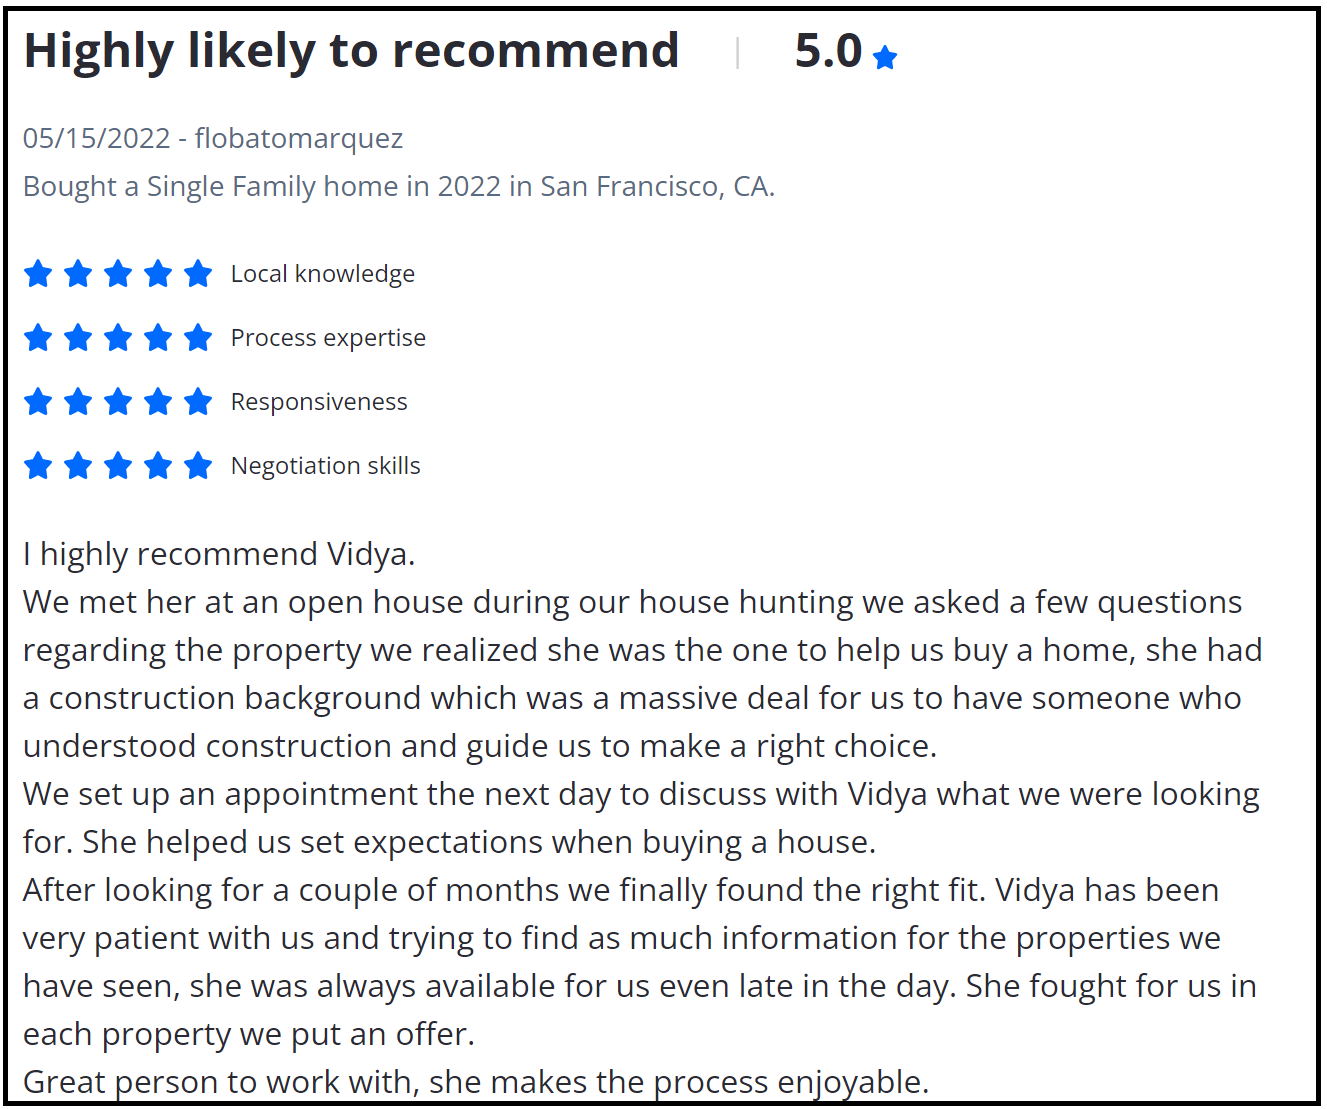 Highly likely to recommend | 5.0
05/15/2022 - flobatomarquez
Bought a Single Family home in 2022 in San Francisco, CA.
Local knowledge
Process expertise
Responsiveness
Negotiation skills
I highly recommend Vidya.
We met her at an open house during our house hunting we asked a few questions
regarding the property we realized she was the one to help us buy a home, she had
a construction background which was a massive deal for us to have someone who
understood construction and guide us to make a right choice.
We set up an appointment the next day to discuss with Vidya what we were looking
for. She helped us set expectations when buying a house.
After looking for a couple of months we finally found the right fit. Vidya has been
very patient with us and trying to find as much information for the properties we
have seen, she was always available for us even late in the day. She fought for us in
each property we put an offer.
Great person to work with, she makes the process enjoyable.